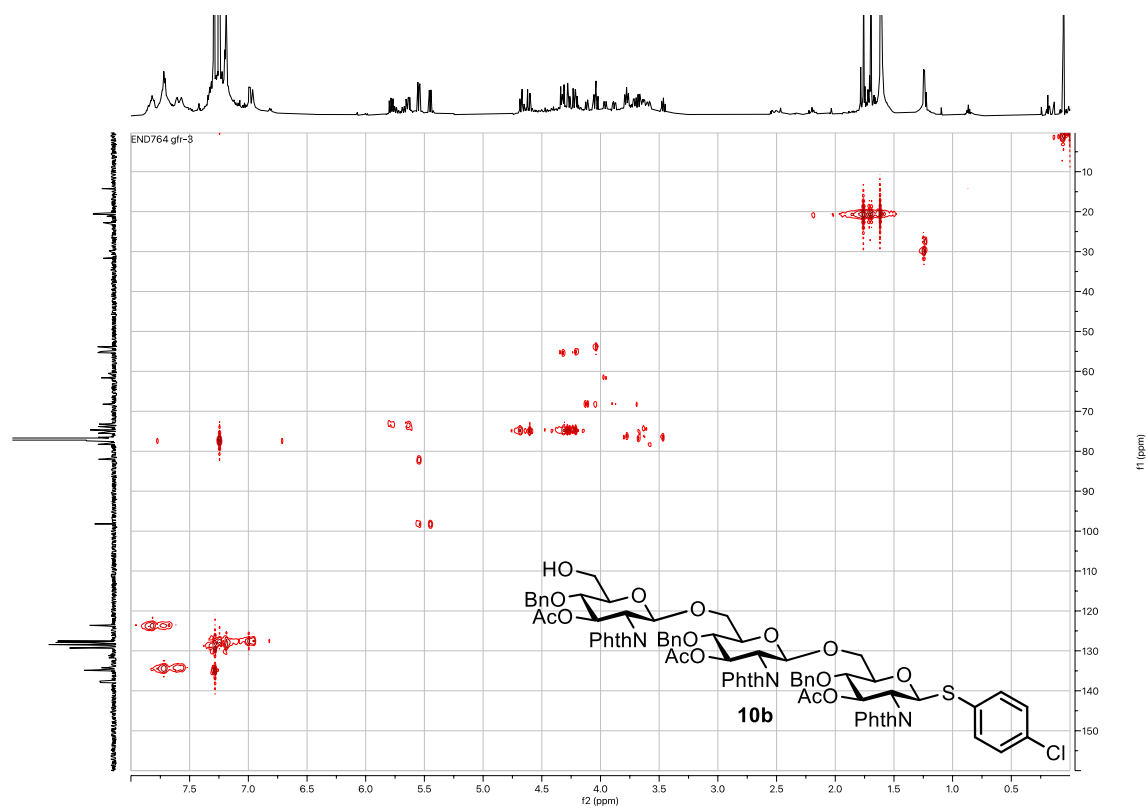 END764 gfr-3
10
20
30
40
50
60
70
80
90
100
110
120
130
140
150
f1 (ppm)
7.5
7.0
6.5
6.0
5.5
5.0
4.5
4.0
3.5
3.0
2.5
2.0
1.5
1.0
0.5
f2 (ppm)
HO
O
BnO
AcO
PhthN
O
O
BnO
AcO
PhthN
O
O
BnO
AcO
PhthN
S
Cl
10b